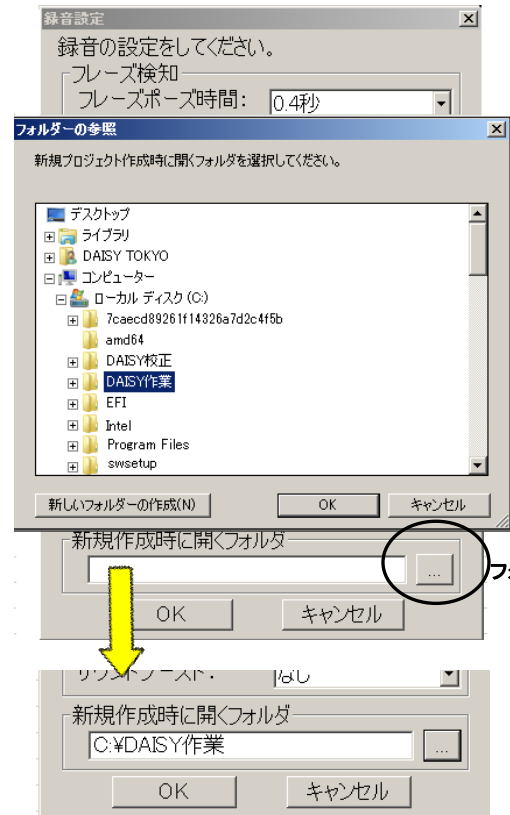 録音設定
録音の設定をしてください。
フレーズ検知
フレーズポーズ時間： 0.4秒
フォルダーの参照
新規プロジェクト作成時に開くフォルダを選択してください。
デスクトップ
ライブラリ
DAISY TOKYO
コンピューター
ローカル ディスク (C:)
7caecd89261f14326a7d2c4f5b
amd64
DAISY校正
DAISY作業
EFI
Intel
Program Files
swsetup
新しいフォルダーの作成(N) OK キャンセル
新規作成時に開くフォルダ
...
フォ
OK キャンセル
なし
新規作成時に開くフォルダ
C:¥DAISY作業 ...
OK キャンセル